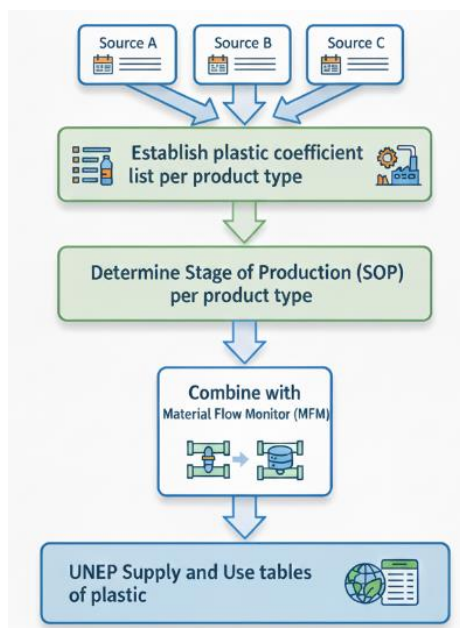 Source A
Source B
Source C
Establish plastic coefficient
list per product type
Determine Stage of Production (SOP)
per product type
Combine with
Material Flow Monitor (MFM)
UNEP Supply and Use tables
of plastic